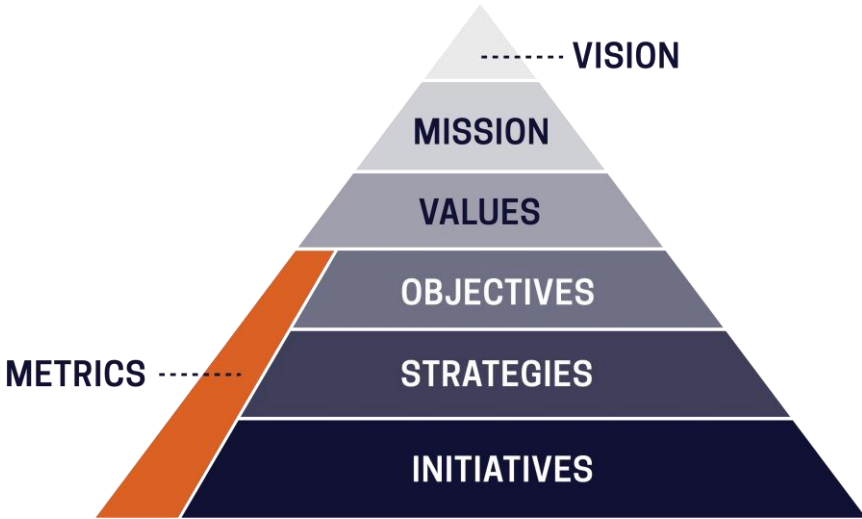 VISION
MISSION
VALUES
OBJECTIVES
METRICS
STRATEGIES
INITIATIVES